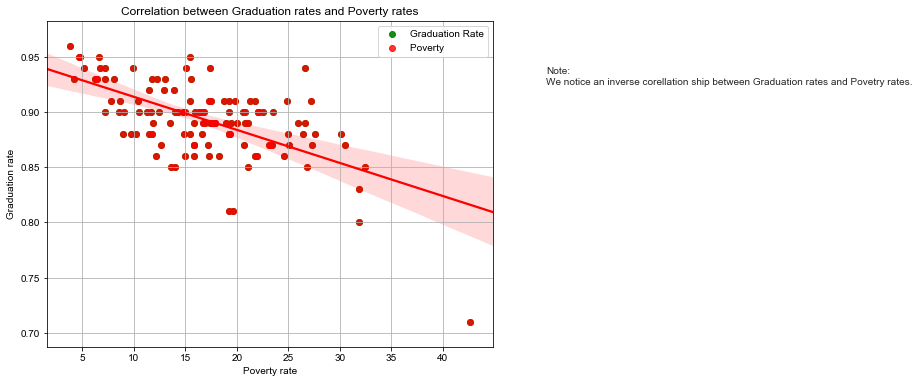 Correlation between Graduation rates and Poverty rates
Graduation Rate
Poverty
0.95
0.90
0.85
0.80
0.75
0.70
Graduation rate
5
10
15
20
25
30
35
40
Poverty rate
Note:
We notice an inverse corellation ship between Graduation rates and Povetry rates.